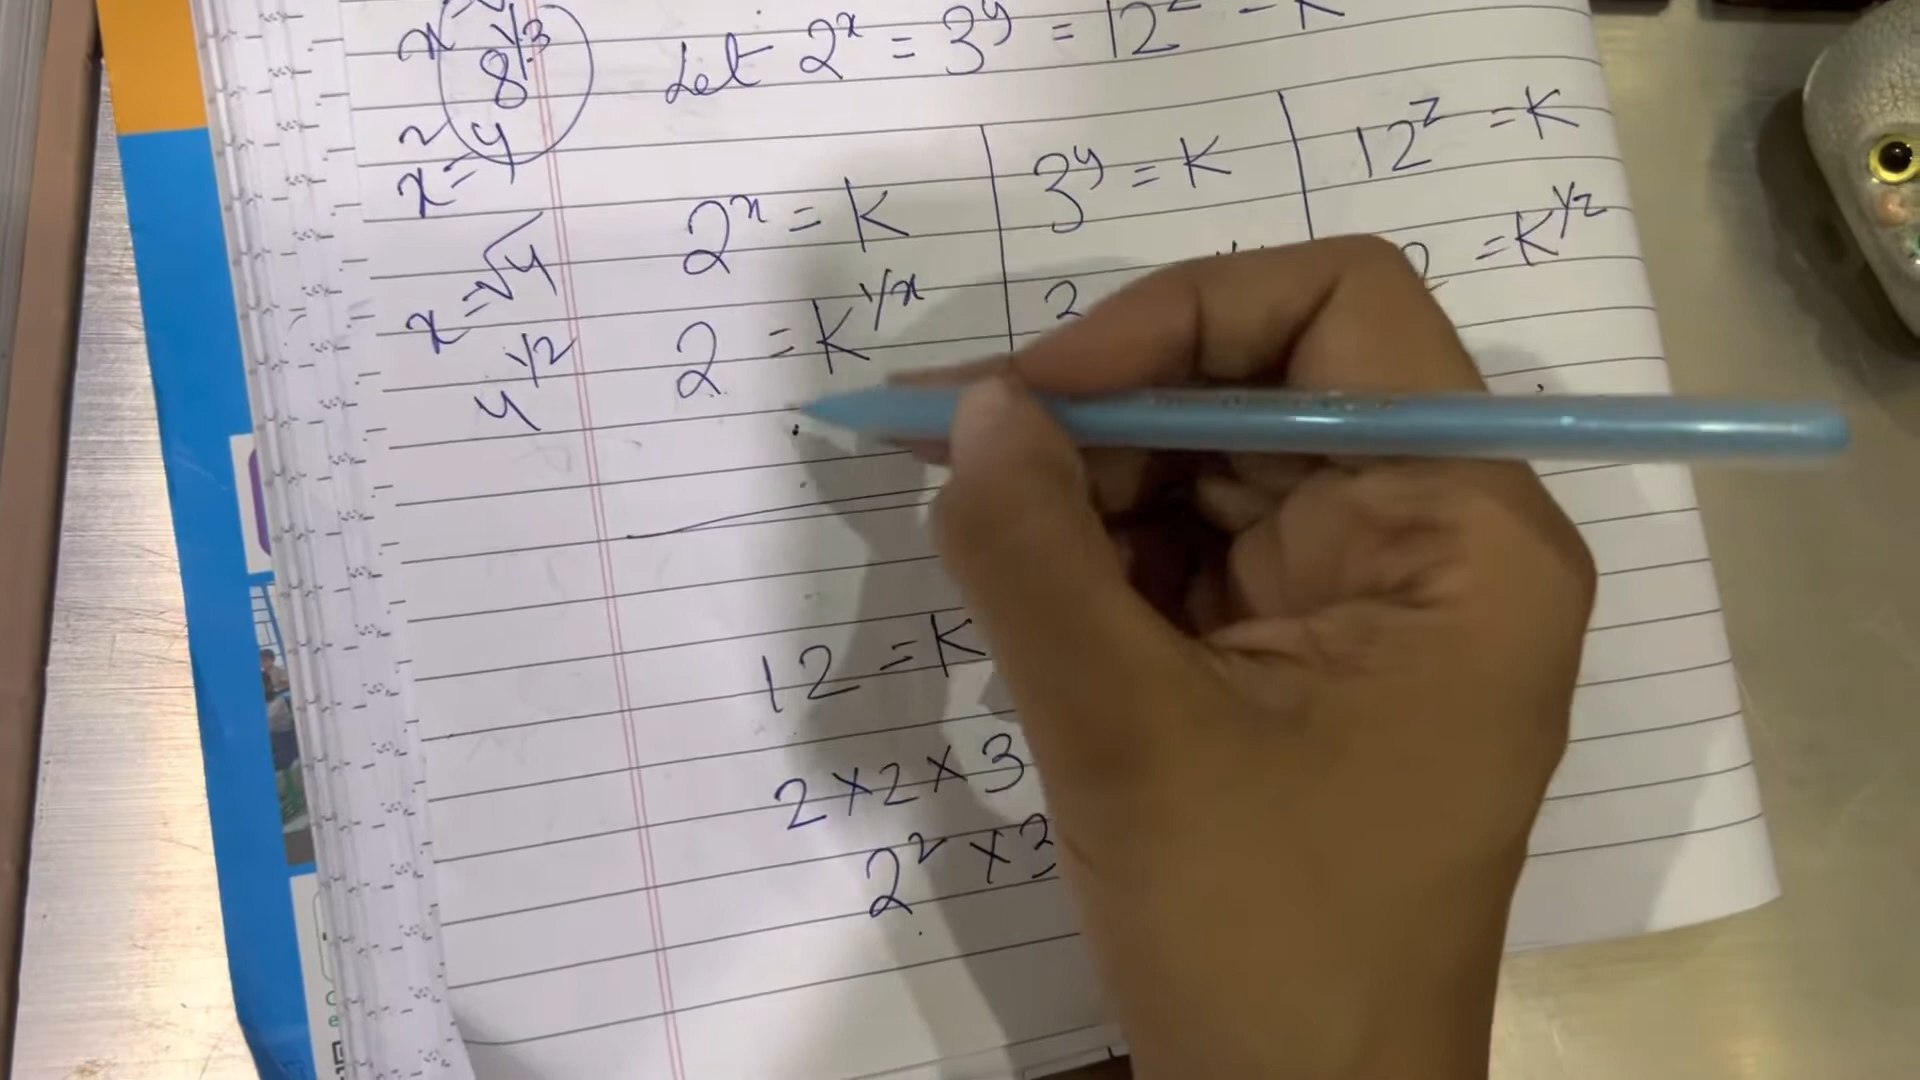 8^1/3
Let 2^x = 3^y = 12^z = K
x = 4
2^x = K
3^y = K
12^z = K
x = √4
2 = K^1/x
= K^1/z
4^1/2
12 = K
2×2×3
2^2×3